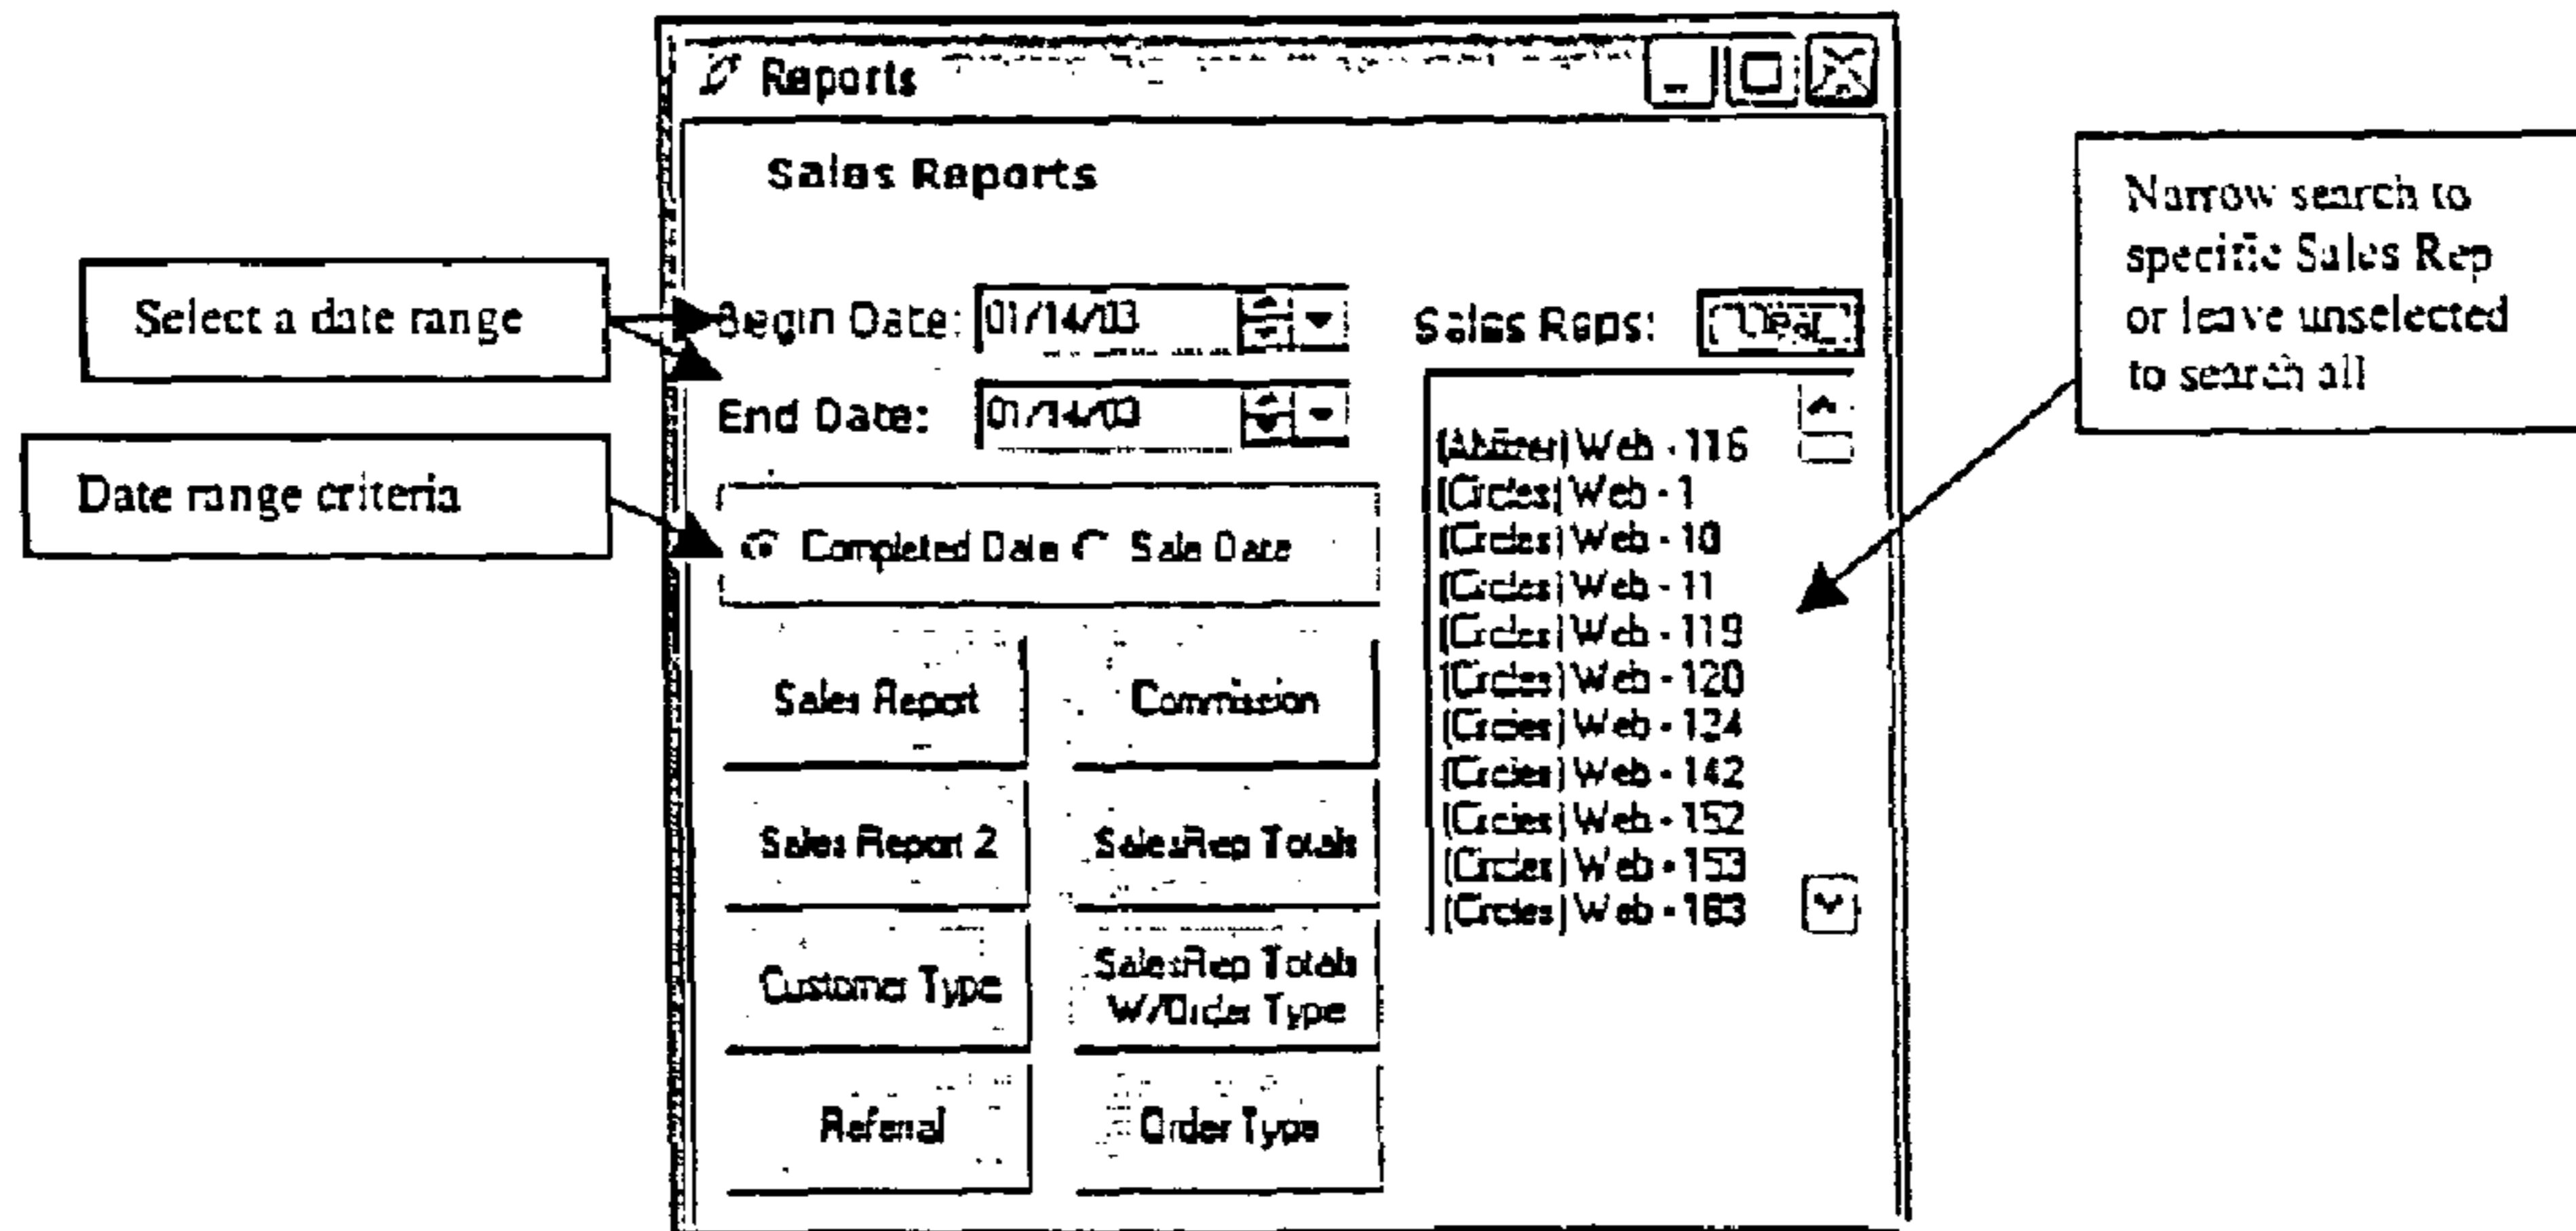 Reports
Sales Reports
Select a date range
Begin Date: 01/14/03
End Date: 01/14/03
Date range criteria
Completed Date Sale Date
Sales Report
Commission
Sales Report 2
SalesRep Totals
Customer Type
SalesRep Totals
W/Order Type
Referral
Order Type
Sales Reps:
Web - 116
(Circles) Web - 1
(Circles) Web - 10
(Circles) Web - 11
(Circles) Web - 119
(Circles) Web - 120
(Circles) Web - 124
(Circles) Web - 142
(Circles) Web - 152
(Circles) Web - 153
(Circles) Web - 183
Narrow search to
specific Sales Rep
or leave unselected
to search all